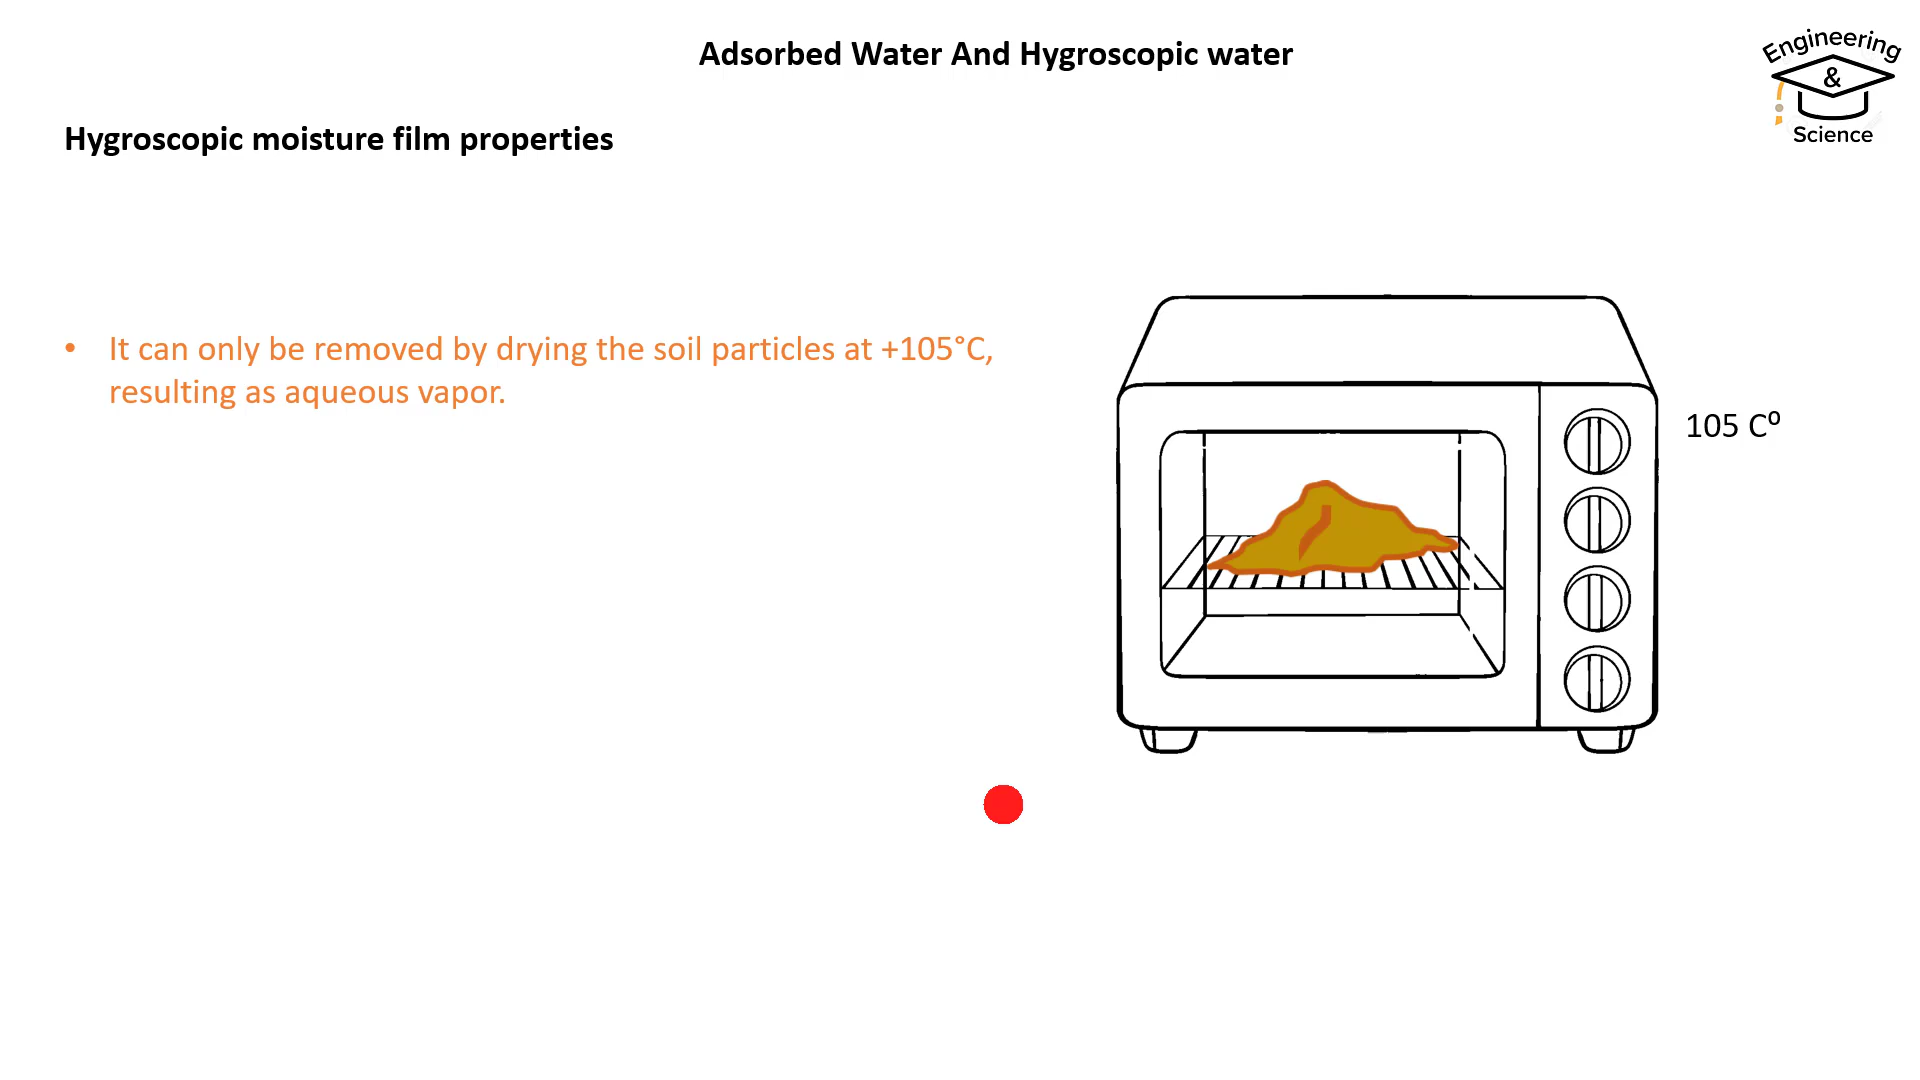 Adsorbed Water And Hygroscopic water
Engineering
&
Science
Hygroscopic moisture film properties
• It can only be removed by drying the soil particles at +105°C,
resulting as aqueous vapor.
105 C⁰